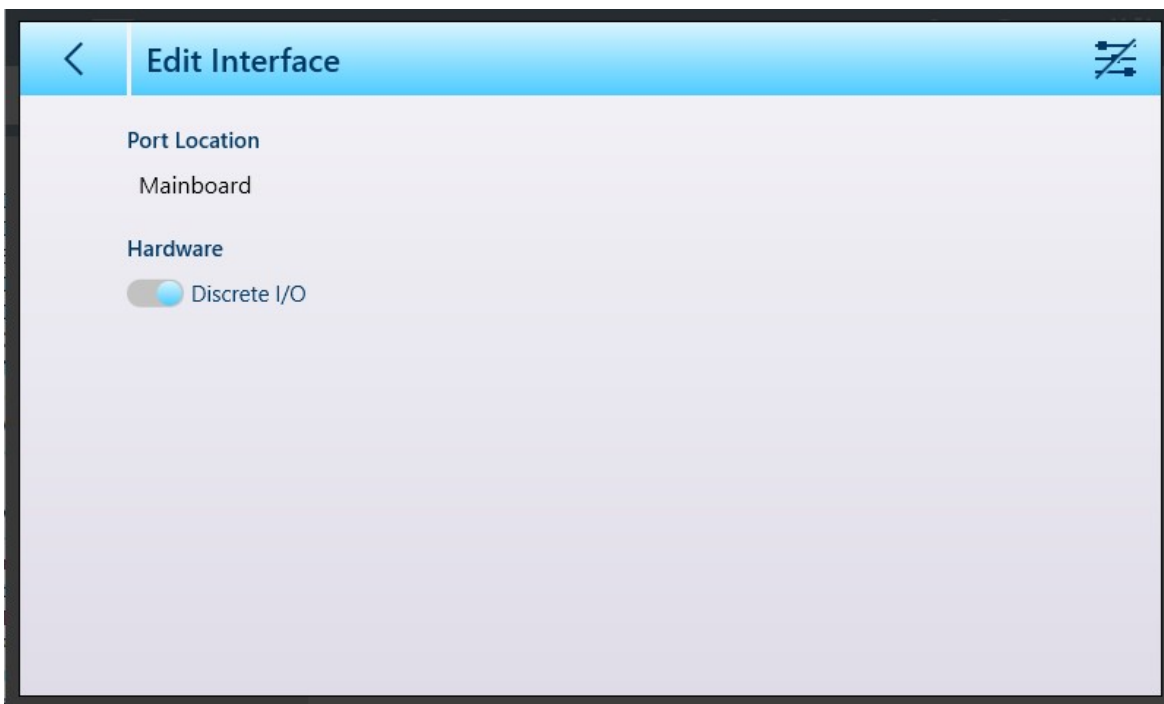 Edit Interface
Port Location
Mainboard
Hardware
Discrete I/O